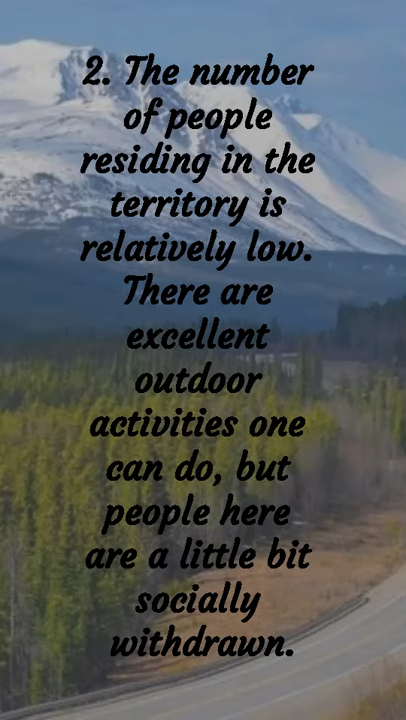 2. The number
of people
residing in the
territory is
relatively low.
There are
excellent
outdoor
activities one
can do, but
people here
are a little bit
socially
withdrawn.